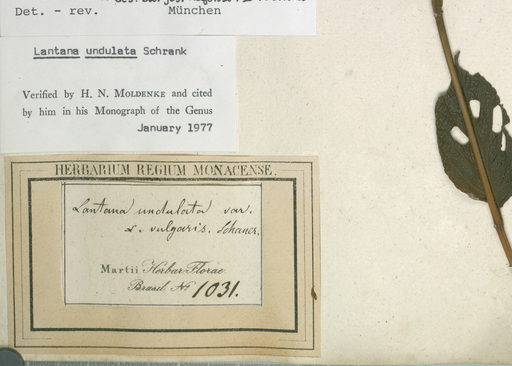 Det. - rev. München
Lantana undulata Schrank
Verified by H. N. MOLDENKE and cited
by him in his Monograph of the Genus
January 1977
HERBARIUM REGIUM MONACENSE.
Lantana undulata var.
α. vulgaris. Schauer.
Martii Herbar. Florae
Brasil. No 1031.